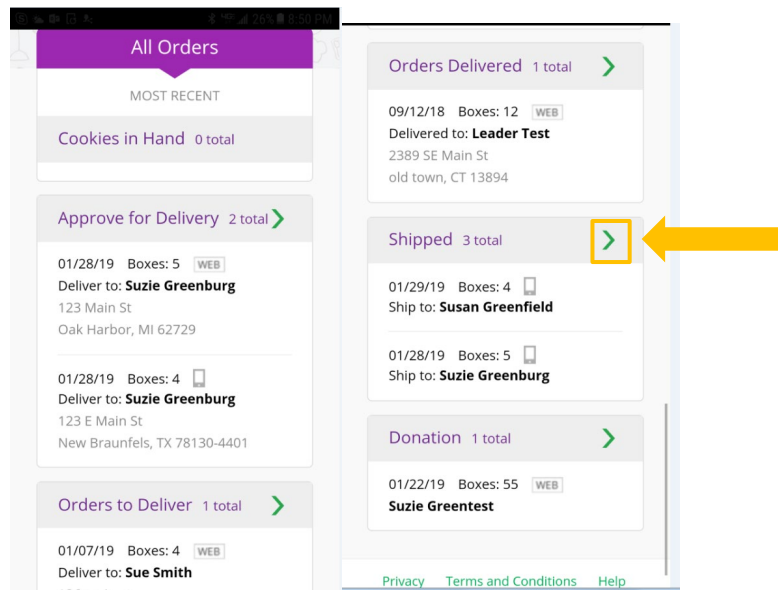 26% 8:50 PM
All Orders
MOST RECENT
Cookies in Hand 0 total
Approve for Delivery 2 total
01/28/19 Boxes: 5 WEB
Deliver to: Suzie Greenburg
123 Main St
Oak Harbor, MI 62729
01/28/19 Boxes: 4
Deliver to: Suzie Greenburg
123 E Main St
New Braunfels, TX 78130-4401
Orders to Deliver 1 total
01/07/19 Boxes: 4 WEB
Deliver to: Sue Smith
Orders Delivered 1 total
09/12/18 Boxes: 12 WEB
Delivered to: Leader Test
2389 SE Main St
old town, CT 13894
Shipped 3 total
01/29/19 Boxes: 4
Ship to: Susan Greenfield
01/28/19 Boxes: 5
Ship to: Suzie Greenburg
Donation 1 total
01/22/19 Boxes: 55 WEB
Suzie Greentest
Privacy Terms and Conditions Help